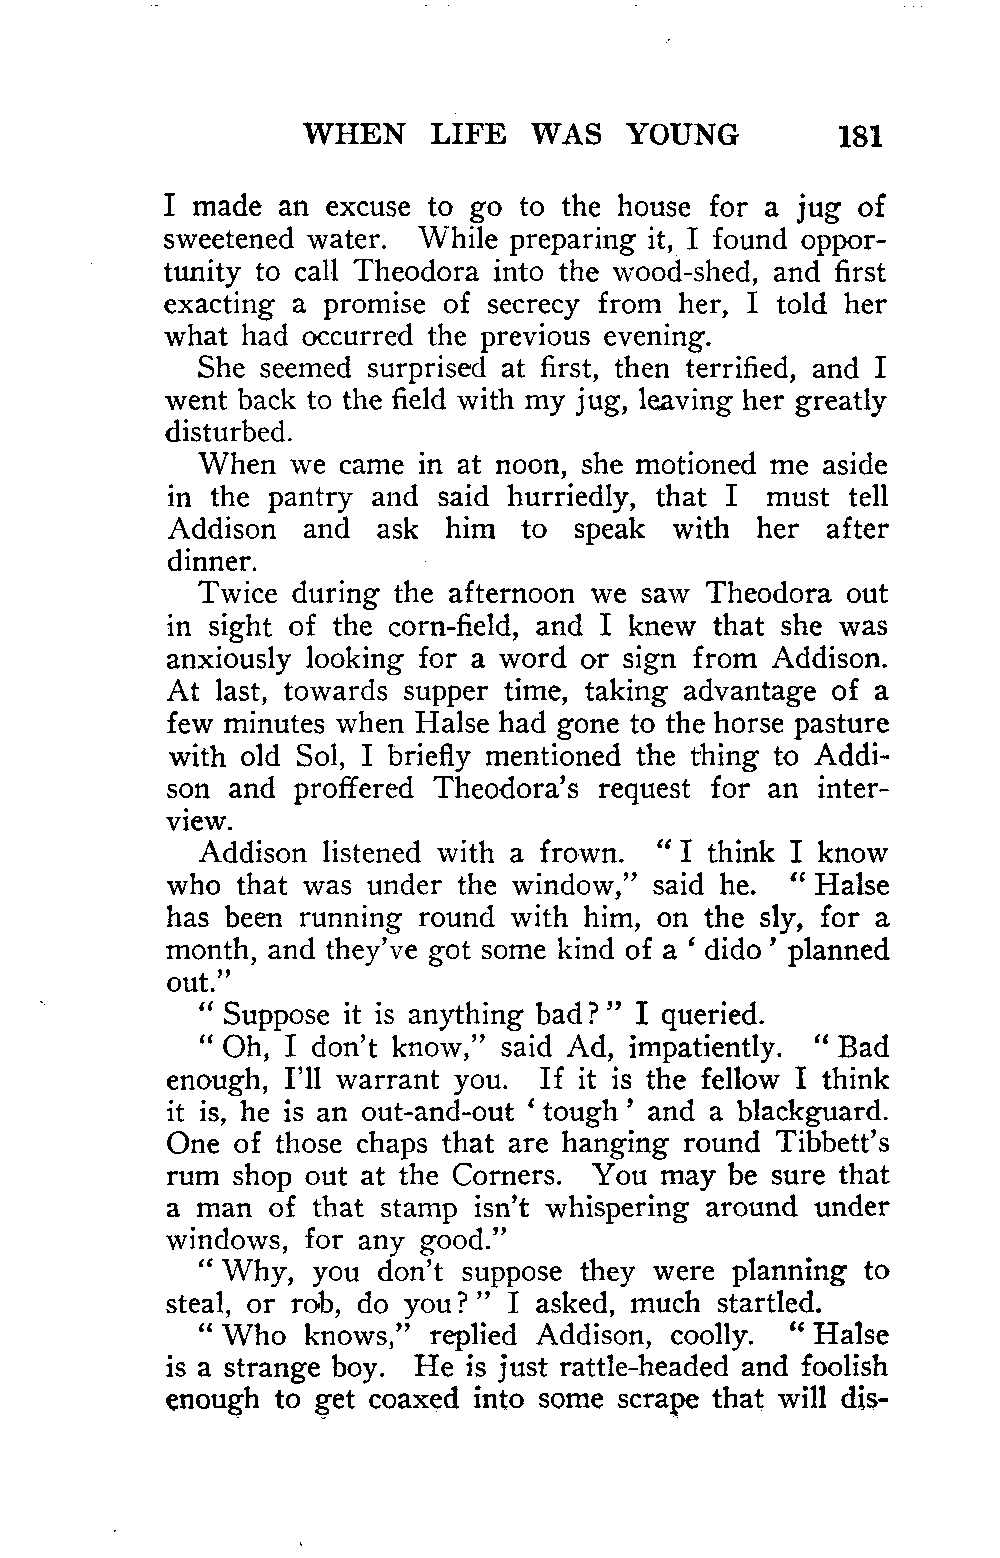 WHEN LIFE WAS YOUNG 181
I made an excuse to go to the house for a jug of
sweetened water. While preparing it, I found oppor-
tunity to call Theodora into the wood-shed, and first
exacting a promise of secrecy from her, I told her
what had occurred the previous evening.
She seemed surprised at first, then terrified, and I
went back to the field with my jug, leaving her greatly
disturbed.
When we came in at noon, she motioned me aside
in the pantry and said hurriedly, that I must tell
Addison and ask him to speak with her after
dinner.
Twice during the afternoon we saw Theodora out
in sight of the corn-field, and I knew that she was
anxiously looking for a word or sign from Addison.
At last, towards supper time, taking advantage of a
few minutes when Halse had gone to the horse pasture
with old Sol, I briefly mentioned the thing to Addi-
son and proffered Theodora's request for an inter-
view.
Addison listened with a frown. " I think I know
who that was under the window," said he. " Halse
has been running round with him, on the sly, for a
month, and they've got some kind of a ' dido ' planned
out."
" Suppose it is anything bad? " I queried.
" Oh, I don't know," said Ad, impatiently. " Bad
enough, I'll warrant you. If it is the fellow I think
it is, he is an out-and-out ' tough ' and a blackguard.
One of those chaps that are hanging round Tibbett's
rum shop out at the Corners. You may be sure that
a man of that stamp isn't whispering around under
windows, for any good."
" Why, you don't suppose they were planning to
steal, or rob, do you? " I asked, much startled.
" Who knows," replied Addison, coolly. " Halse
is a strange boy. He is just rattle-headed and foolish
enough to get coaxed into some scrape that will dis-